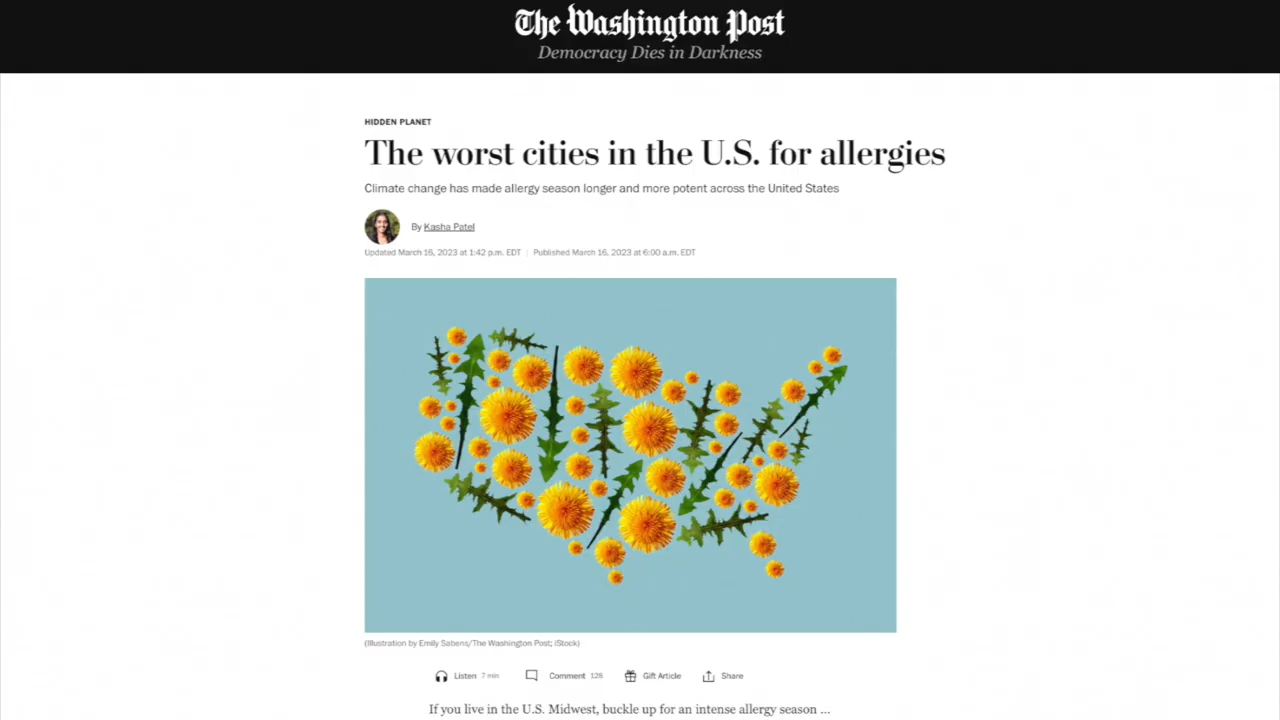 The Washington Post
Democracy Dies in Darkness
HIDDEN PLANET
The worst cities in the U.S. for allergies
Climate change has made allergy season longer and more potent across the United States
By Kasha Patel
Updated March 16, 2023 at 1:42 p.m. EDT | Published March 16, 2023 at 6:00 a.m. EDT
(Illustration by Emily Sabens/The Washington Post; iStock)
Listen 7 min Comment 128 Gift Article Share
If you live in the U.S. Midwest, buckle up for an intense allergy season ...